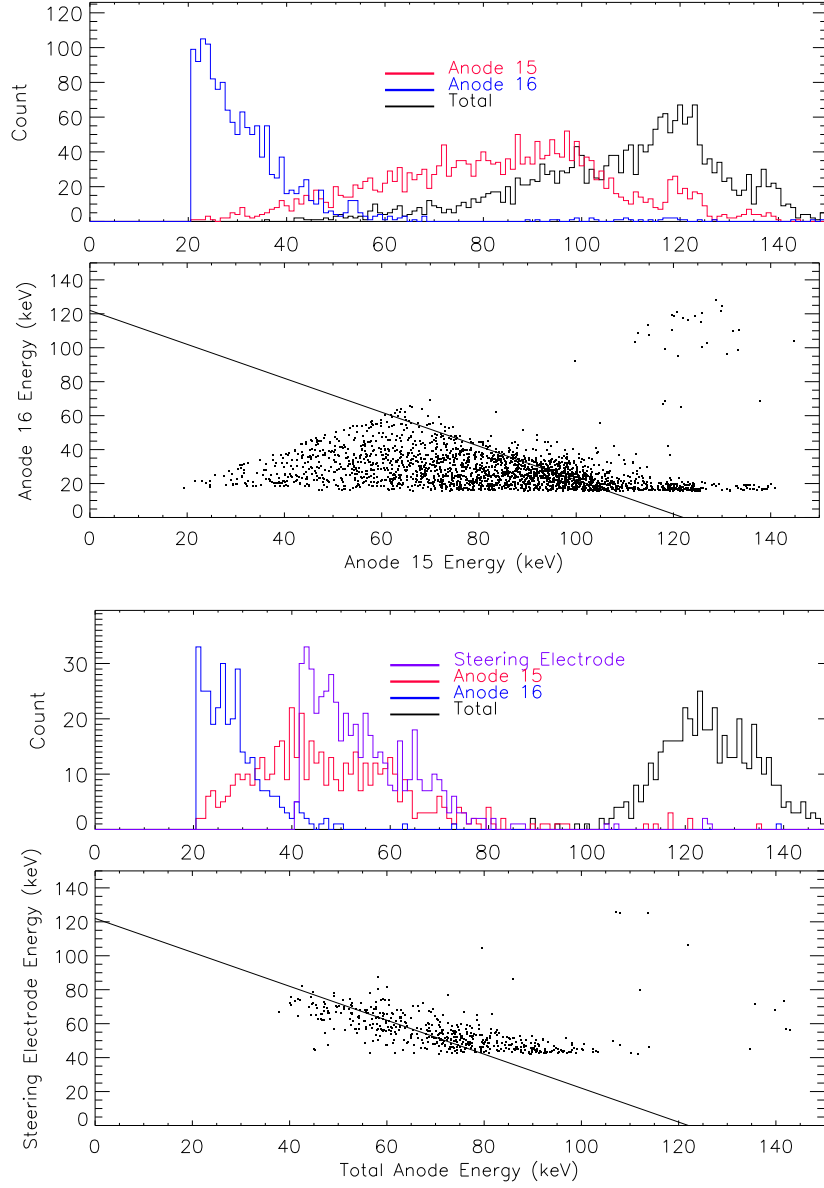 120
100
80
60
40
20
0
Count
Anode 15
Anode 16
Total
0 20 40 60 80 100 120 140
140
120
100
80
60
40
20
0
Anode 16 Energy (keV)
0 20 40 60 80 100 120 140
Anode 15 Energy (keV)
30
20
10
0
Count
Steering Electrode
Anode 15
Anode 16
Total
0 20 40 60 80 100 120 140
140
120
100
80
60
40
20
0
Steering Electrode Energy (keV)
0 20 40 60 80 100 120 140
Total Anode Energy (keV)